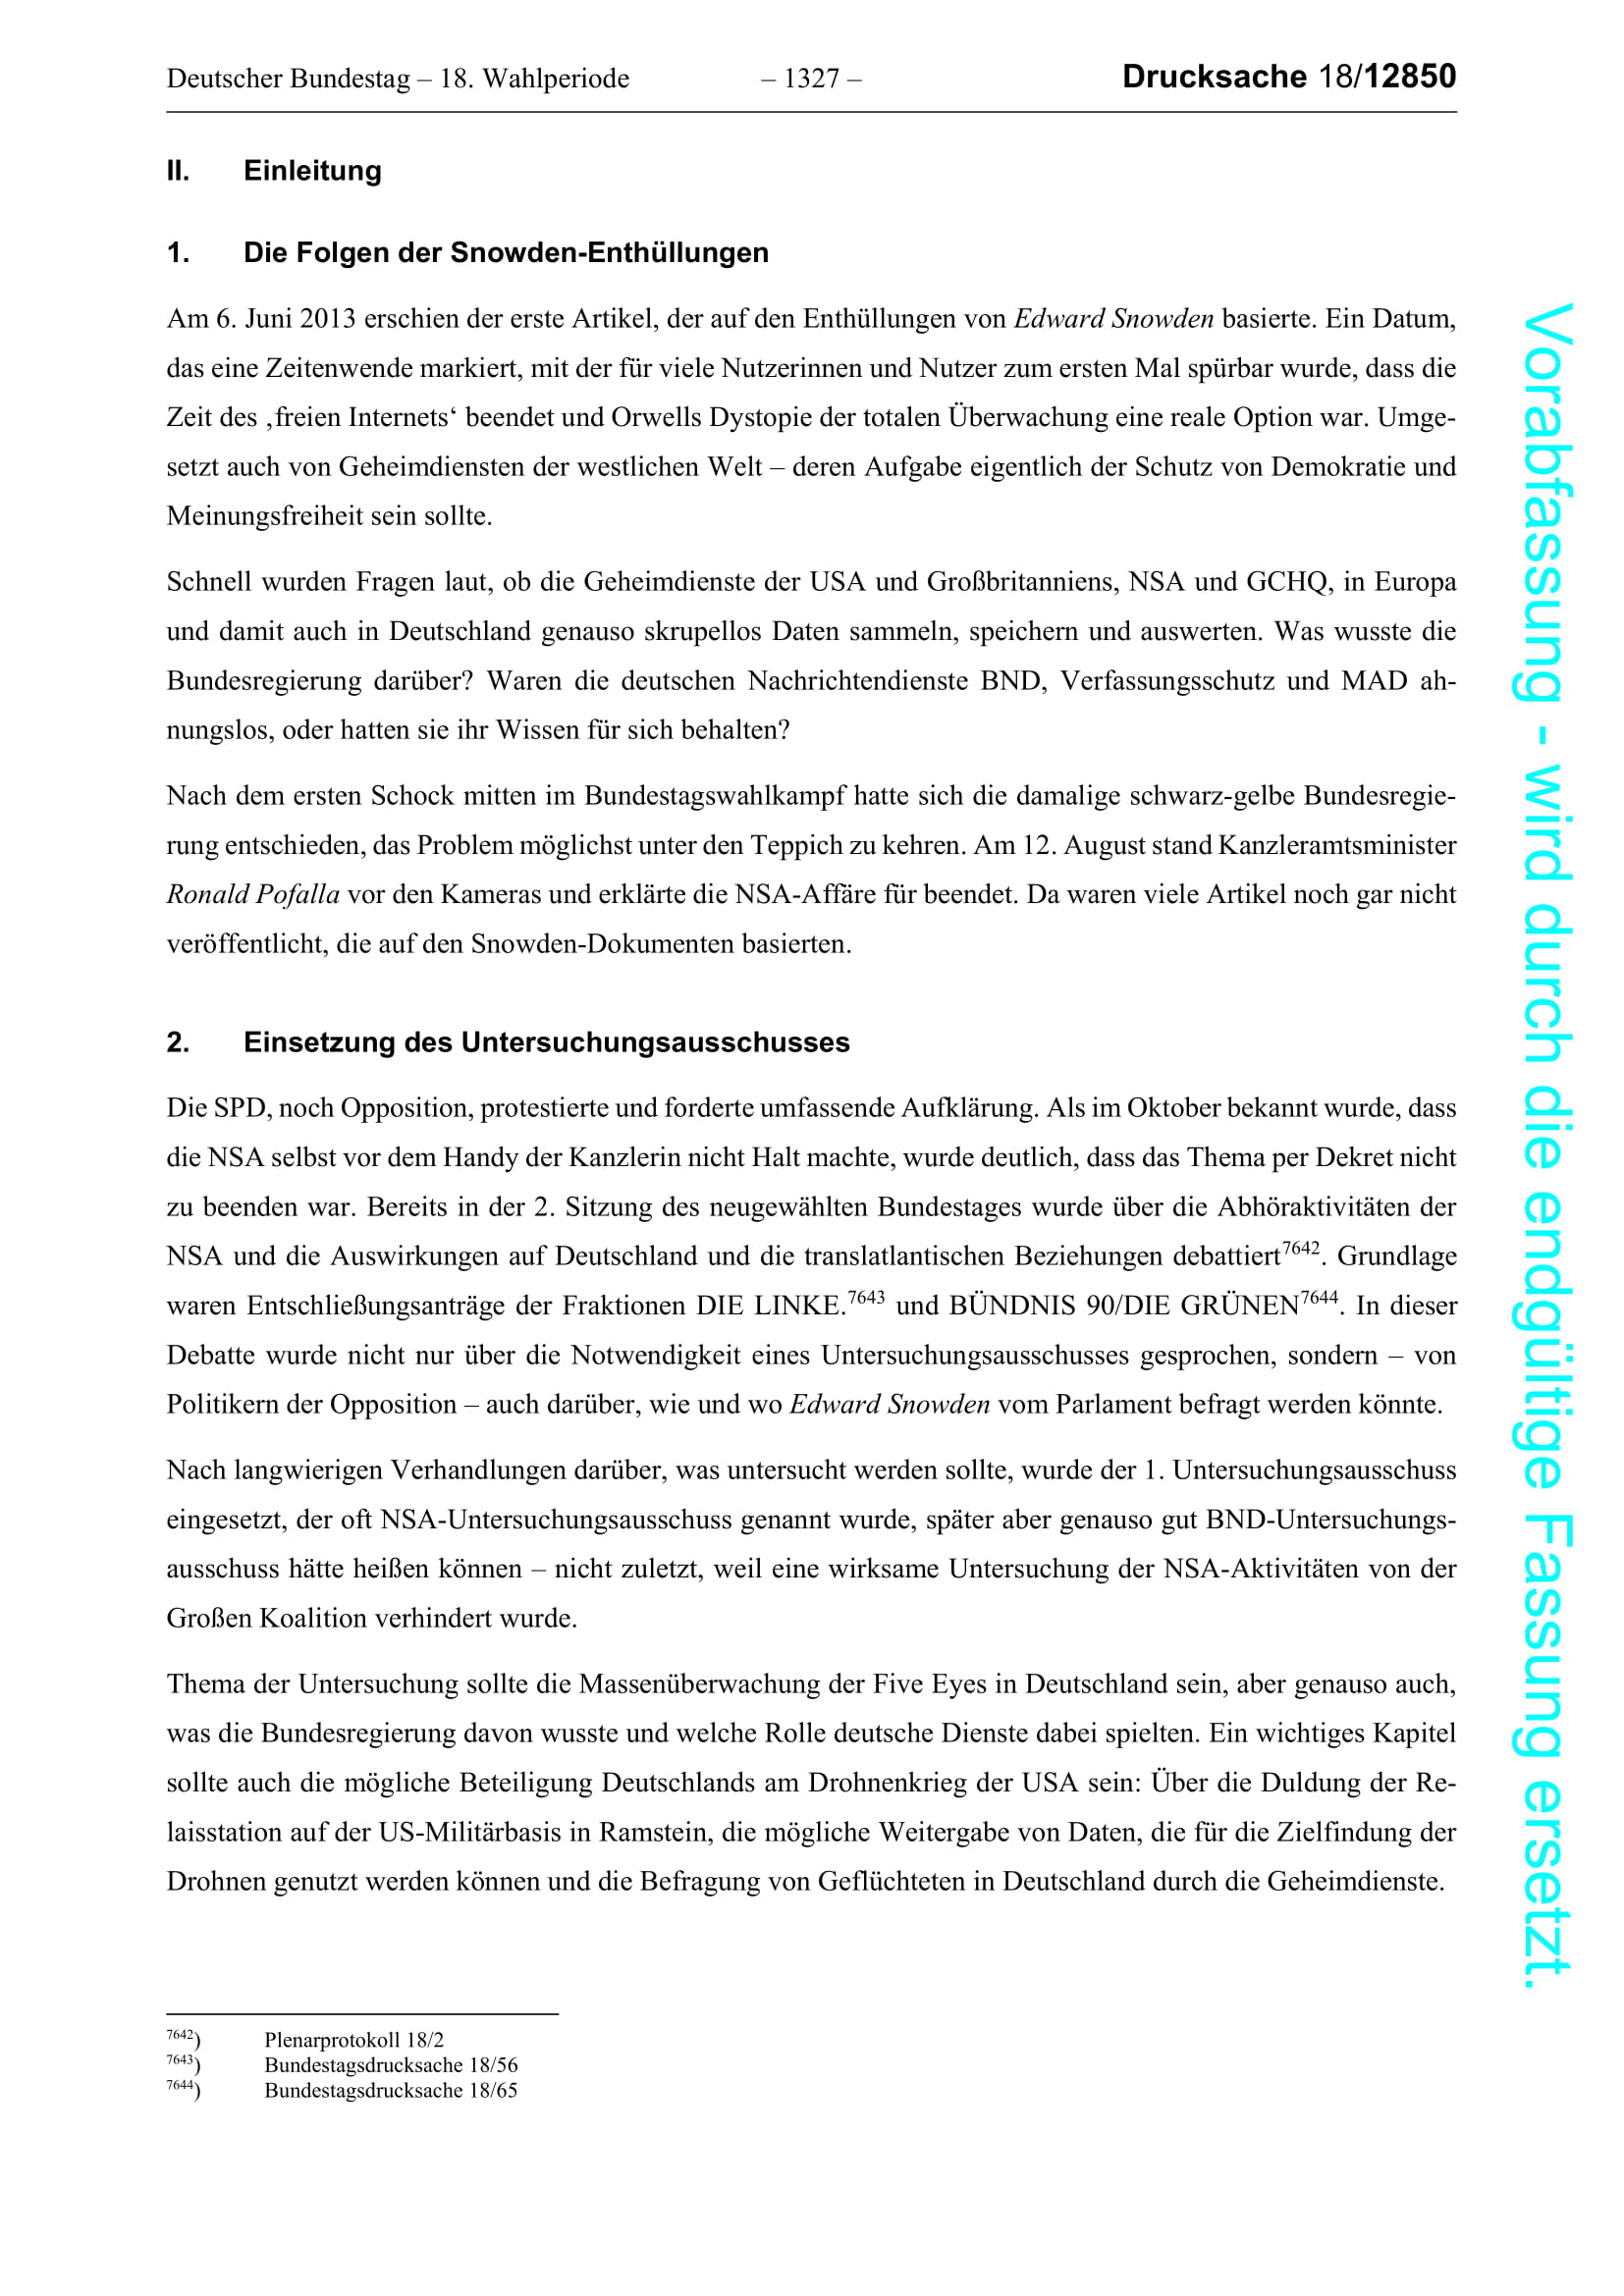 Deutscher Bundestag – 18. Wahlperiode – 1327 – Drucksache 18/12850
II. Einleitung
1. Die Folgen der Snowden-Enthüllungen
Am 6. Juni 2013 erschien der erste Artikel, der auf den Enthüllungen von Edward Snowden basierte. Ein Datum,
das eine Zeitenwende markiert, mit der für viele Nutzerinnen und Nutzer zum ersten Mal spürbar wurde, dass die
Zeit des ‚freien Internets‘ beendet und Orwells Dystopie der totalen Überwachung eine reale Option war. Umge-
setzt auch von Geheimdiensten der westlichen Welt – deren Aufgabe eigentlich der Schutz von Demokratie und
Meinungsfreiheit sein sollte.
Schnell wurden Fragen laut, ob die Geheimdienste der USA und Großbritanniens, NSA und GCHQ, in Europa
und damit auch in Deutschland genauso skrupellos Daten sammeln, speichern und auswerten. Was wusste die
Bundesregierung darüber? Waren die deutschen Nachrichtendienste BND, Verfassungsschutz und MAD ah-
nungslos, oder hatten sie ihr Wissen für sich behalten?
Nach dem ersten Schock mitten im Bundestagswahlkampf hatte sich die damalige schwarz-gelbe Bundesregie-
rung entschieden, das Problem möglichst unter den Teppich zu kehren. Am 12. August stand Kanzleramtsminister
Ronald Pofalla vor den Kameras und erklärte die NSA-Affäre für beendet. Da waren viele Artikel noch gar nicht
veröffentlicht, die auf den Snowden-Dokumenten basierten.
2. Einsetzung des Untersuchungsausschusses
Die SPD, noch Opposition, protestierte und forderte umfassende Aufklärung. Als im Oktober bekannt wurde, dass
die NSA selbst vor dem Handy der Kanzlerin nicht Halt machte, wurde deutlich, dass das Thema per Dekret nicht
zu beenden war. Bereits in der 2. Sitzung des neugewählten Bundestages wurde über die Abhöraktivitäten der
NSA und die Auswirkungen auf Deutschland und die translatlantischen Beziehungen debattiert7642. Grundlage
waren Entschließungsanträge der Fraktionen DIE LINKE.7643 und BÜNDNIS 90/DIE GRÜNEN7644. In dieser
Debatte wurde nicht nur über die Notwendigkeit eines Untersuchungsausschusses gesprochen, sondern – von
Politikern der Opposition – auch darüber, wie und wo Edward Snowden vom Parlament befragt werden könnte.
Nach langwierigen Verhandlungen darüber, was untersucht werden sollte, wurde der 1. Untersuchungsausschuss
eingesetzt, der oft NSA-Untersuchungsausschuss genannt wurde, später aber genauso gut BND-Untersuchungs-
ausschuss hätte heißen können – nicht zuletzt, weil eine wirksame Untersuchung der NSA-Aktivitäten von der
Großen Koalition verhindert wurde.
Thema der Untersuchung sollte die Massenüberwachung der Five Eyes in Deutschland sein, aber genauso auch,
was die Bundesregierung davon wusste und welche Rolle deutsche Dienste dabei spielten. Ein wichtiges Kapitel
sollte auch die mögliche Beteiligung Deutschlands am Drohnenkrieg der USA sein: Über die Duldung der Re-
laisstation auf der US-Militärbasis in Ramstein, die mögliche Weitergabe von Daten, die für die Zielfindung der
Drohnen genutzt werden können und die Befragung von Geflüchteten in Deutschland durch die Geheimdienste.
7642) Plenarprotokoll 18/2
7643) Bundestagsdrucksache 18/56
7644) Bundestagsdrucksache 18/65
Vorabfassung - wird durch die endgültige Fassung ersetzt.